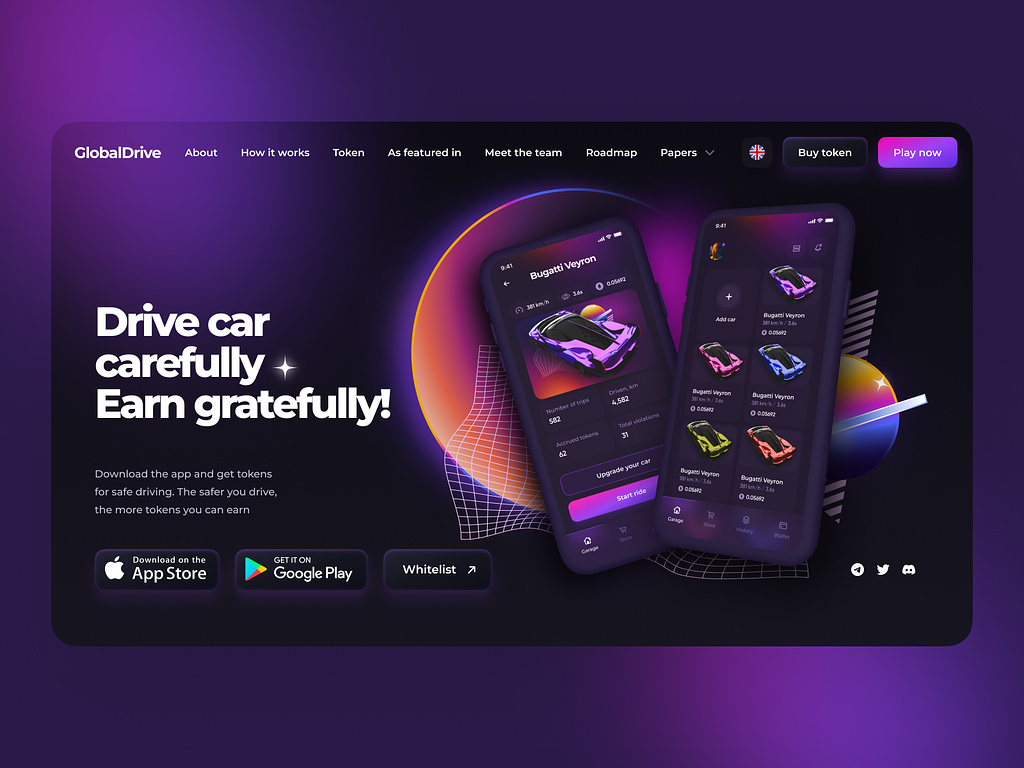 GlobalDrive
About
How it works
Token
As featured in
Meet the team
Roadmap
Papers
Buy token
Play now
Drive car
carefully
Earn gratefully!
Download the app and get tokens
for safe driving. The safer you drive,
the more tokens you can earn
Download on the
App Store
GET IT ON
Google Play
Whitelist
9:41
Bugatti Veyron
381 km/h
3.6s
0.05692
Number of trips
582
Driven, km
4,582
Accrued tokens
62
Total violations
31
Upgrade your car
Start ride
Garage
Store
9:41
Add car
Bugatti Veyron
381 km/h / 3.6s
0.05692
Bugatti Veyron
381 km/h / 3.6s
0.05692
Bugatti Veyron
381 km/h / 3.6s
0.05692
Bugatti Veyron
381 km/h / 3.6s
0.05692
Bugatti Veyron
381 km/h / 3.6s
0.05692
Garage
Store
History
Wallet